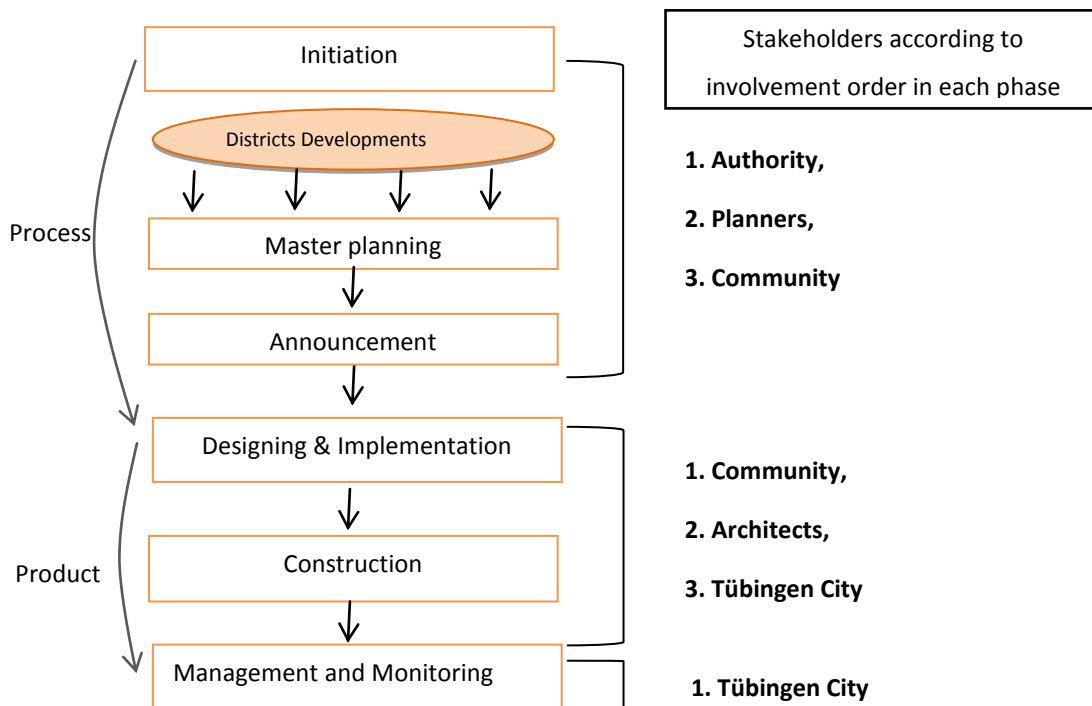 Initiation
Stakeholders according to
involvement order in each phase
Districts Developments
1. Authority,
2. Planners,
Process
Master planning
3. Community
Announcement
Designing & Implementation
1. Community,
2. Architects,
Construction
Product
3. Tübingen City
Management and Monitoring
1. Tübingen City